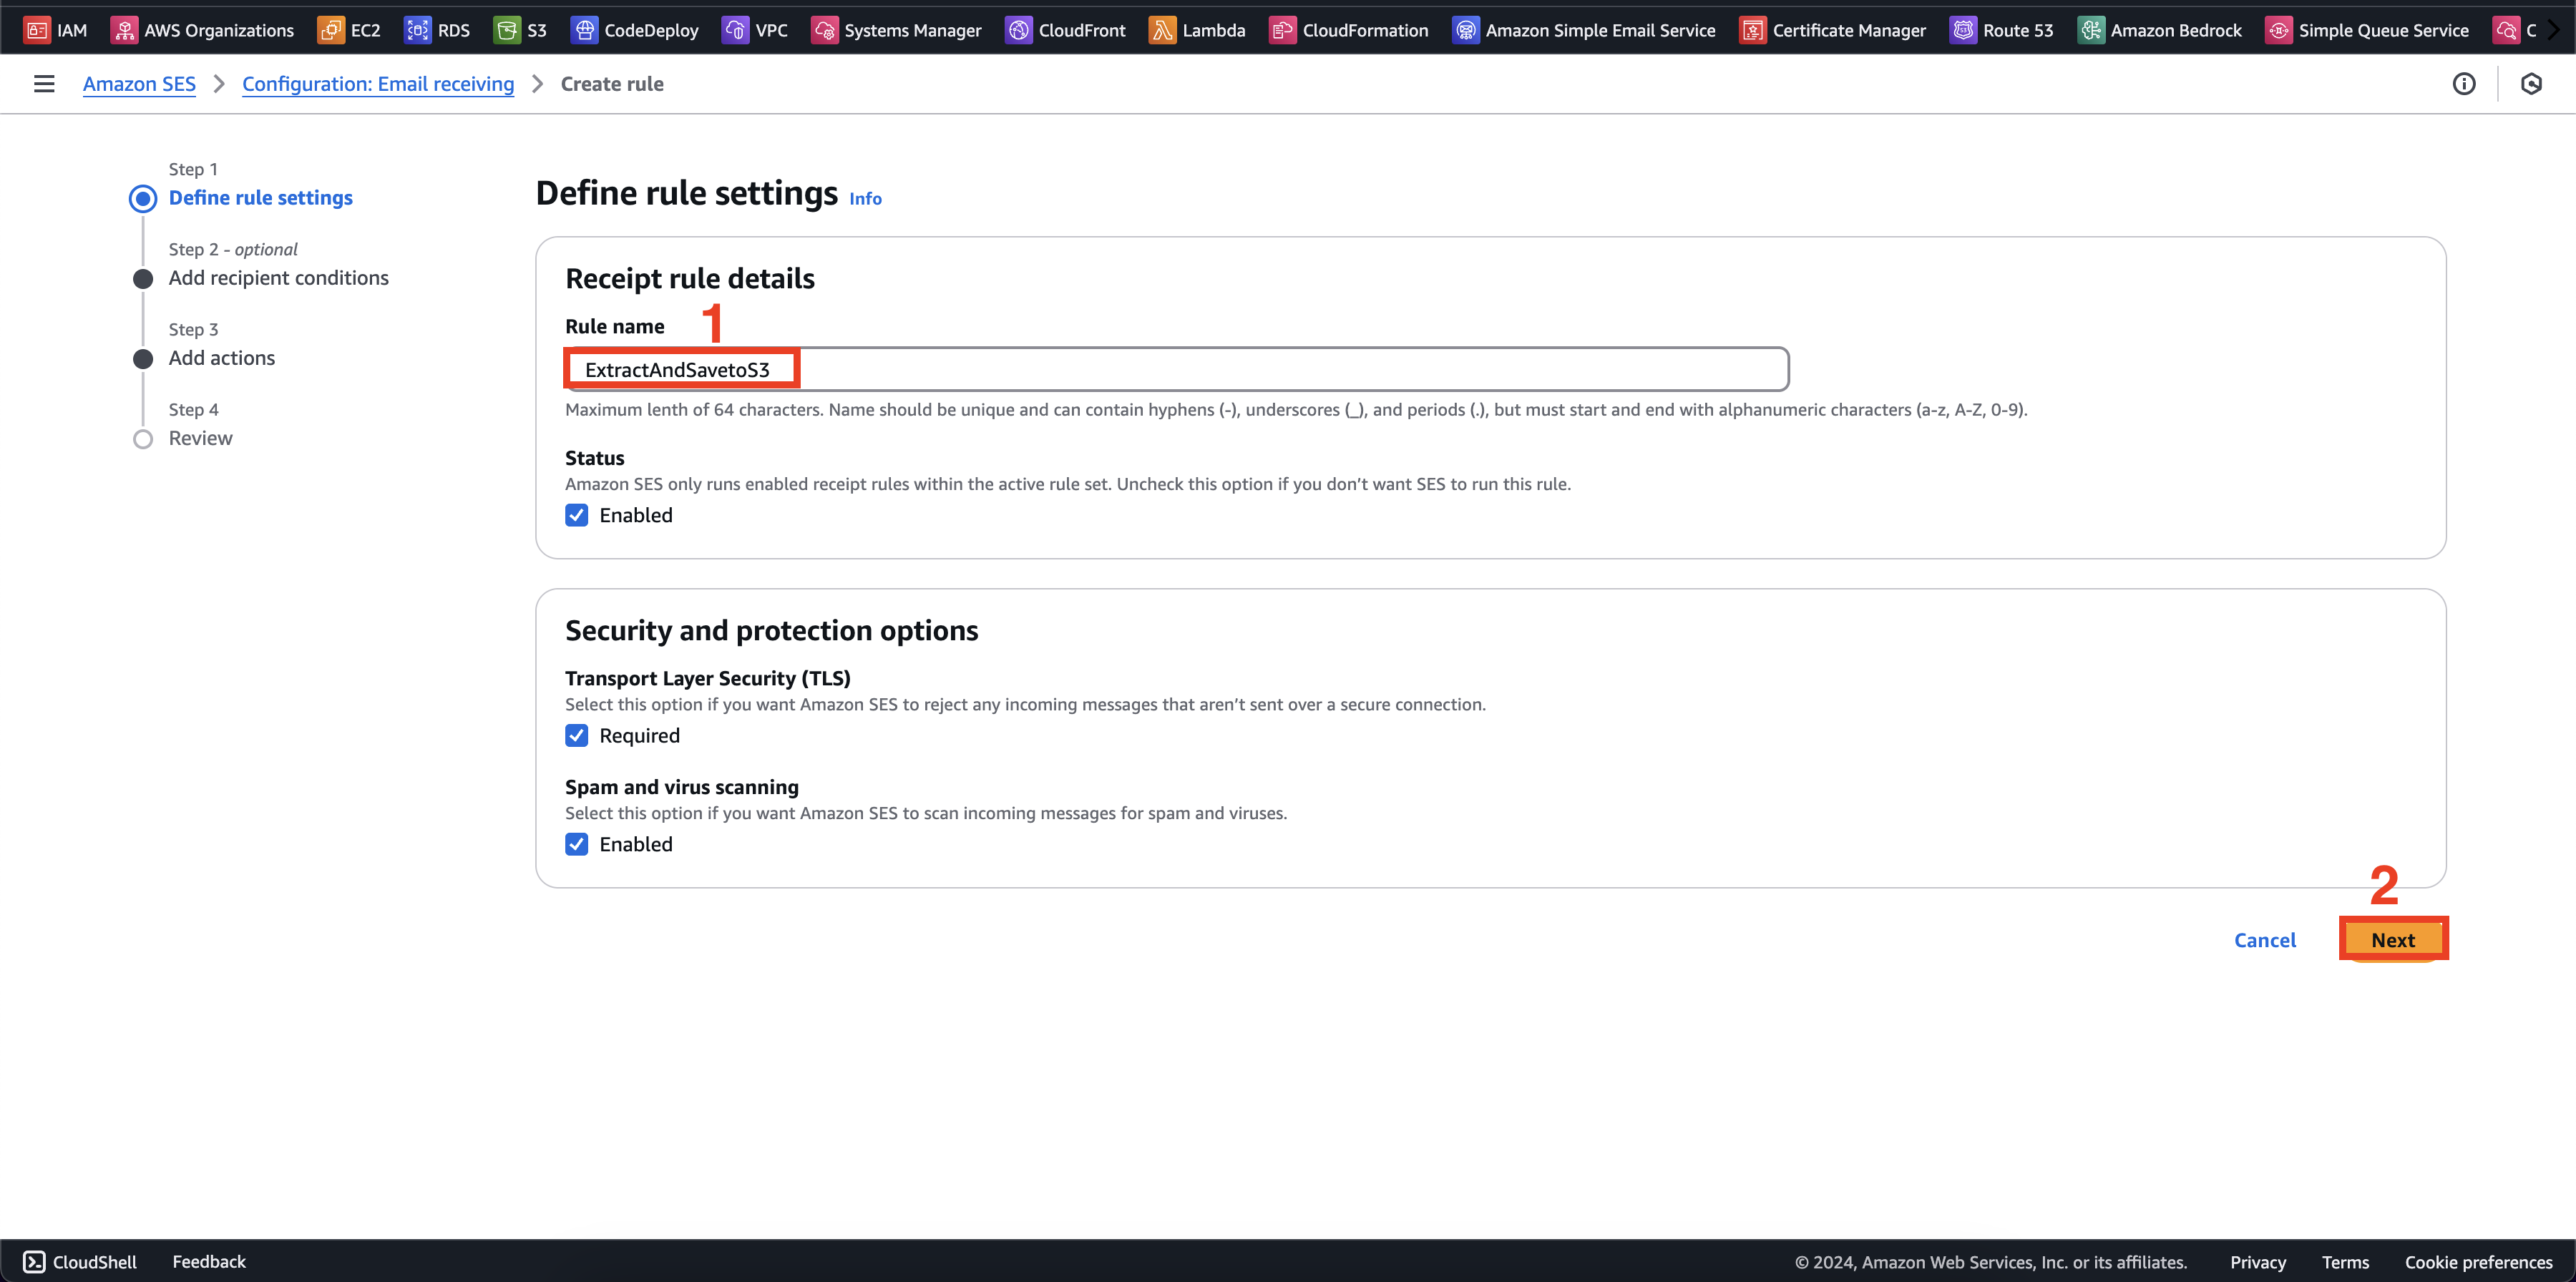 IAM AWS Organizations EC2 RDS S3 CodeDeploy VPC Systems Manager CloudFront Lambda CloudFormation Amazon Simple Email Service Certificate Manager Route 53 Amazon Bedrock Simple Queue Service C
Amazon SES Configuration: Email receiving Create rule
Step 1
Define rule settings
Step 2 - optional
Add recipient conditions
Step 3
Add actions
Step 4
Review
Define rule settings Info
Receipt rule details
Rule name 1
ExtractAndSavetoS3
Maximum lenth of 64 characters. Name should be unique and can contain hyphens (-), underscores (_), and periods (.), but must start and end with alphanumeric characters (a-z, A-Z, 0-9).
Status
Amazon SES only runs enabled receipt rules within the active rule set. Uncheck this option if you don’t want SES to run this rule.
Enabled
Security and protection options
Transport Layer Security (TLS)
Select this option if you want Amazon SES to reject any incoming messages that aren’t sent over a secure connection.
Required
Spam and virus scanning
Select this option if you want Amazon SES to scan incoming messages for spam and viruses.
Enabled
2
Cancel Next
CloudShell Feedback © 2024, Amazon Web Services, Inc. or its affiliates. Privacy Terms Cookie preferences